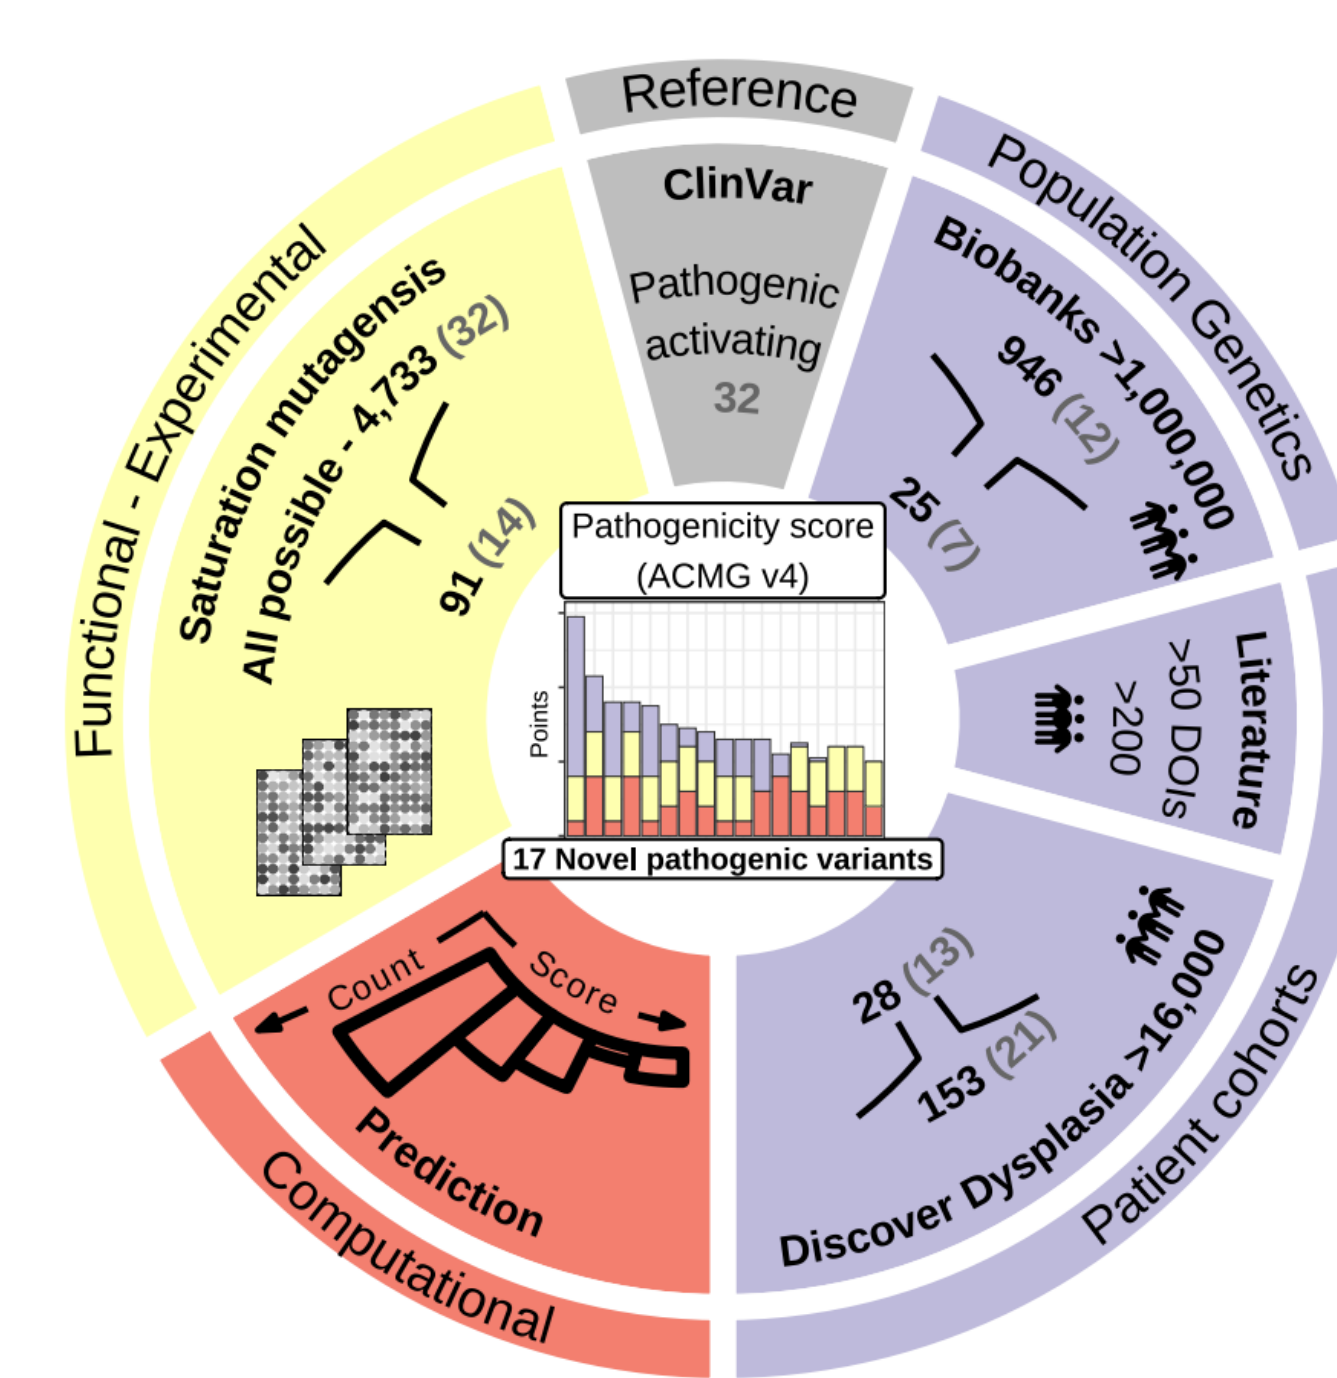 Reference
ClinVar
Pathogenic
activating
32
Population Genetics
Biobanks >1,000,000
946 (12)
25 (7)
Literature
>50 DOIs
>200
Patient cohorts
Discover Dysplasia >16,000
153 (21)
28 (13)
Computational
Prediction
Count
Score
Functional - Experimental
Saturation mutagensis
All possible - 4,733 (32)
91 (14)
Pathogenicity score
(ACMG v4)
Points
17 Novel pathogenic variants